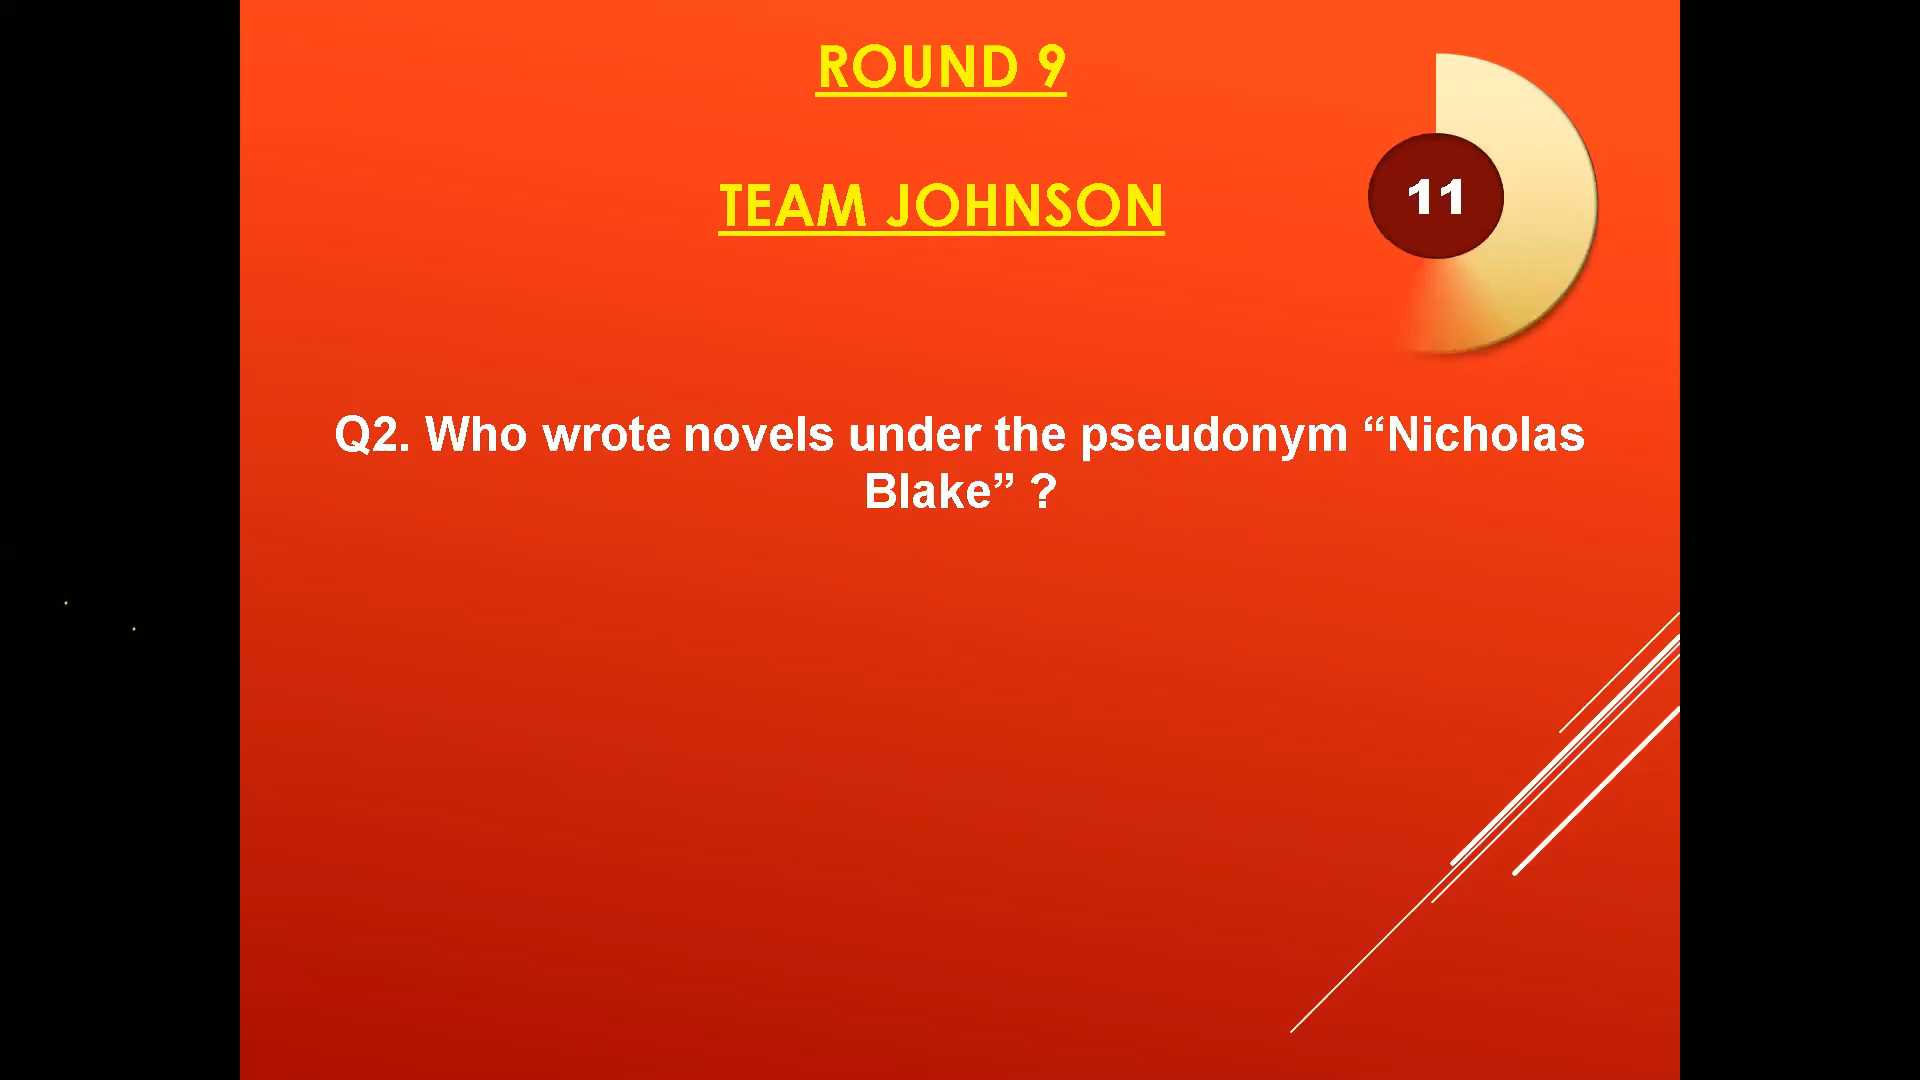 ROUND 9
TEAM JOHNSON
11
Q2. Who wrote novels under the pseudonym “Nicholas
Blake” ?